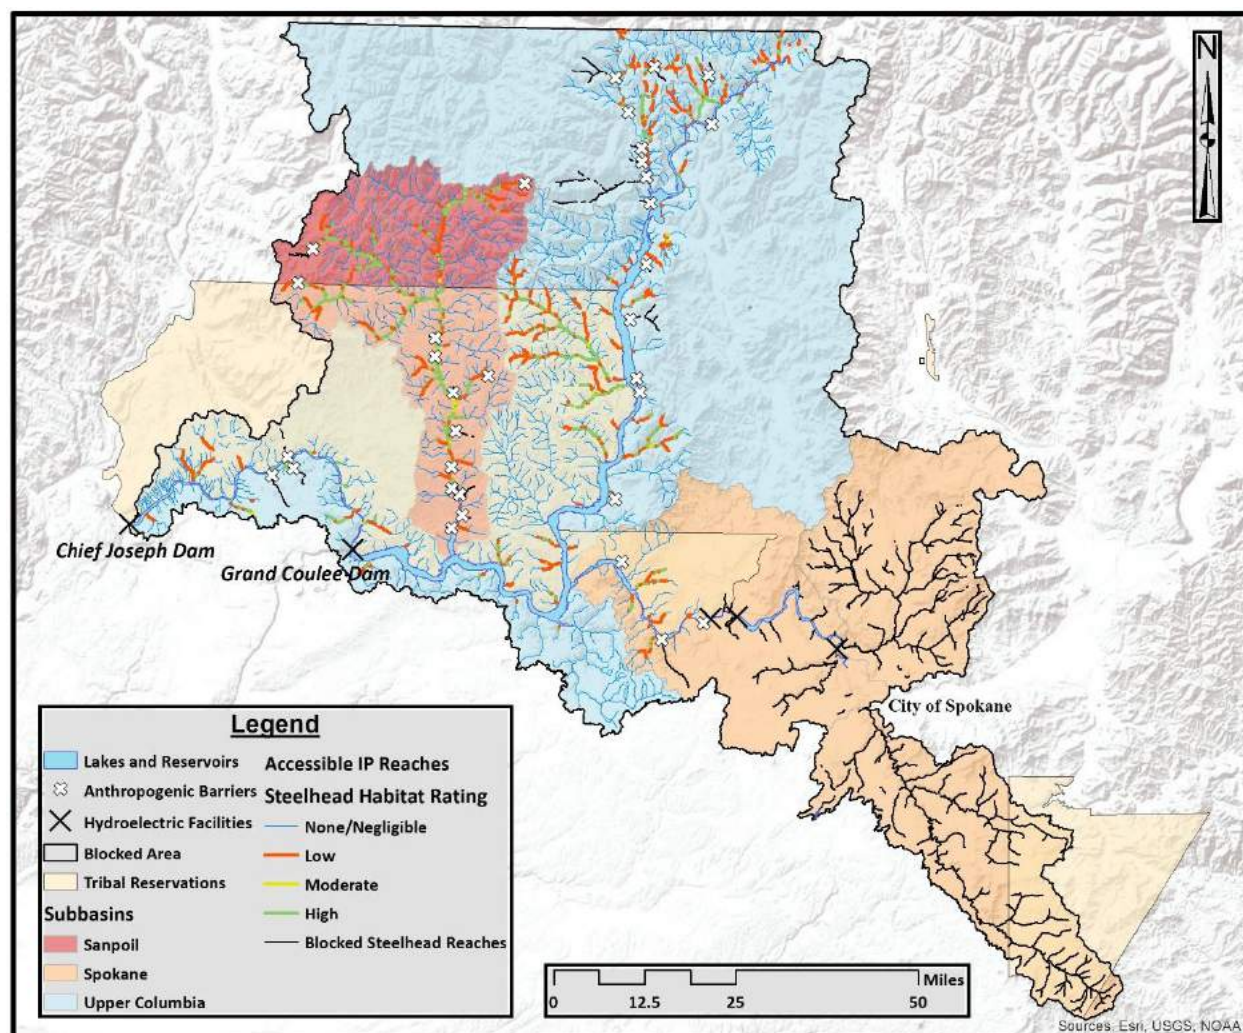 N
Chief Joseph Dam
Grand Coulee Dam
City of Spokane
Legend
Lakes and Reservoirs
Anthropogenic Barriers
Hydroelectric Facilities
Blocked Area
Tribal Reservations
Subbasins
Sanpoil
Spokane
Upper Columbia
Accessible IP Reaches
Steelhead Habitat Rating
None/Negligible
Low
Moderate
High
Blocked Steelhead Reaches
Miles
0 12.5 25 50
Sources: Esri, USGS, NOAA